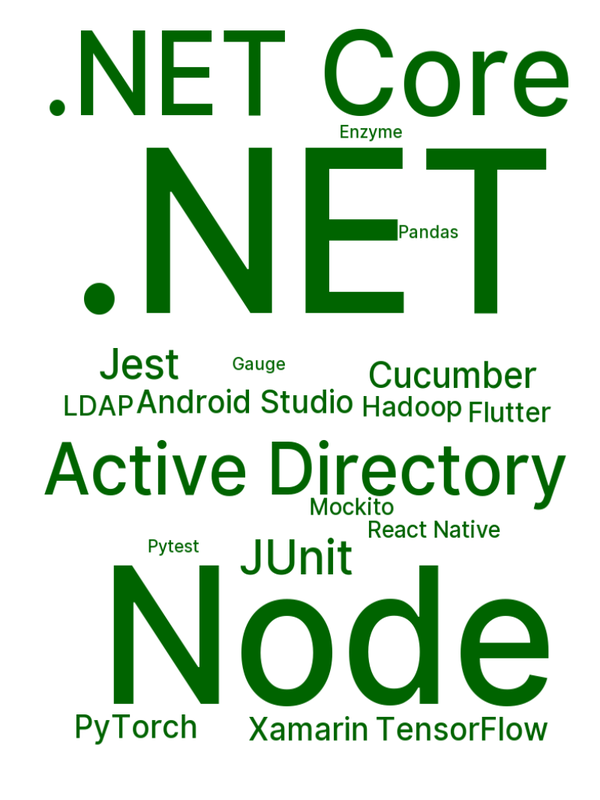 .NET Core
Enzyme
.NET
Pandas
Jest
Gauge
Cucumber
LDAP
Android Studio
Hadoop
Flutter
Active Directory
Mockito
React Native
Pytest
JUnit
Node
PyTorch
Xamarin
TensorFlow